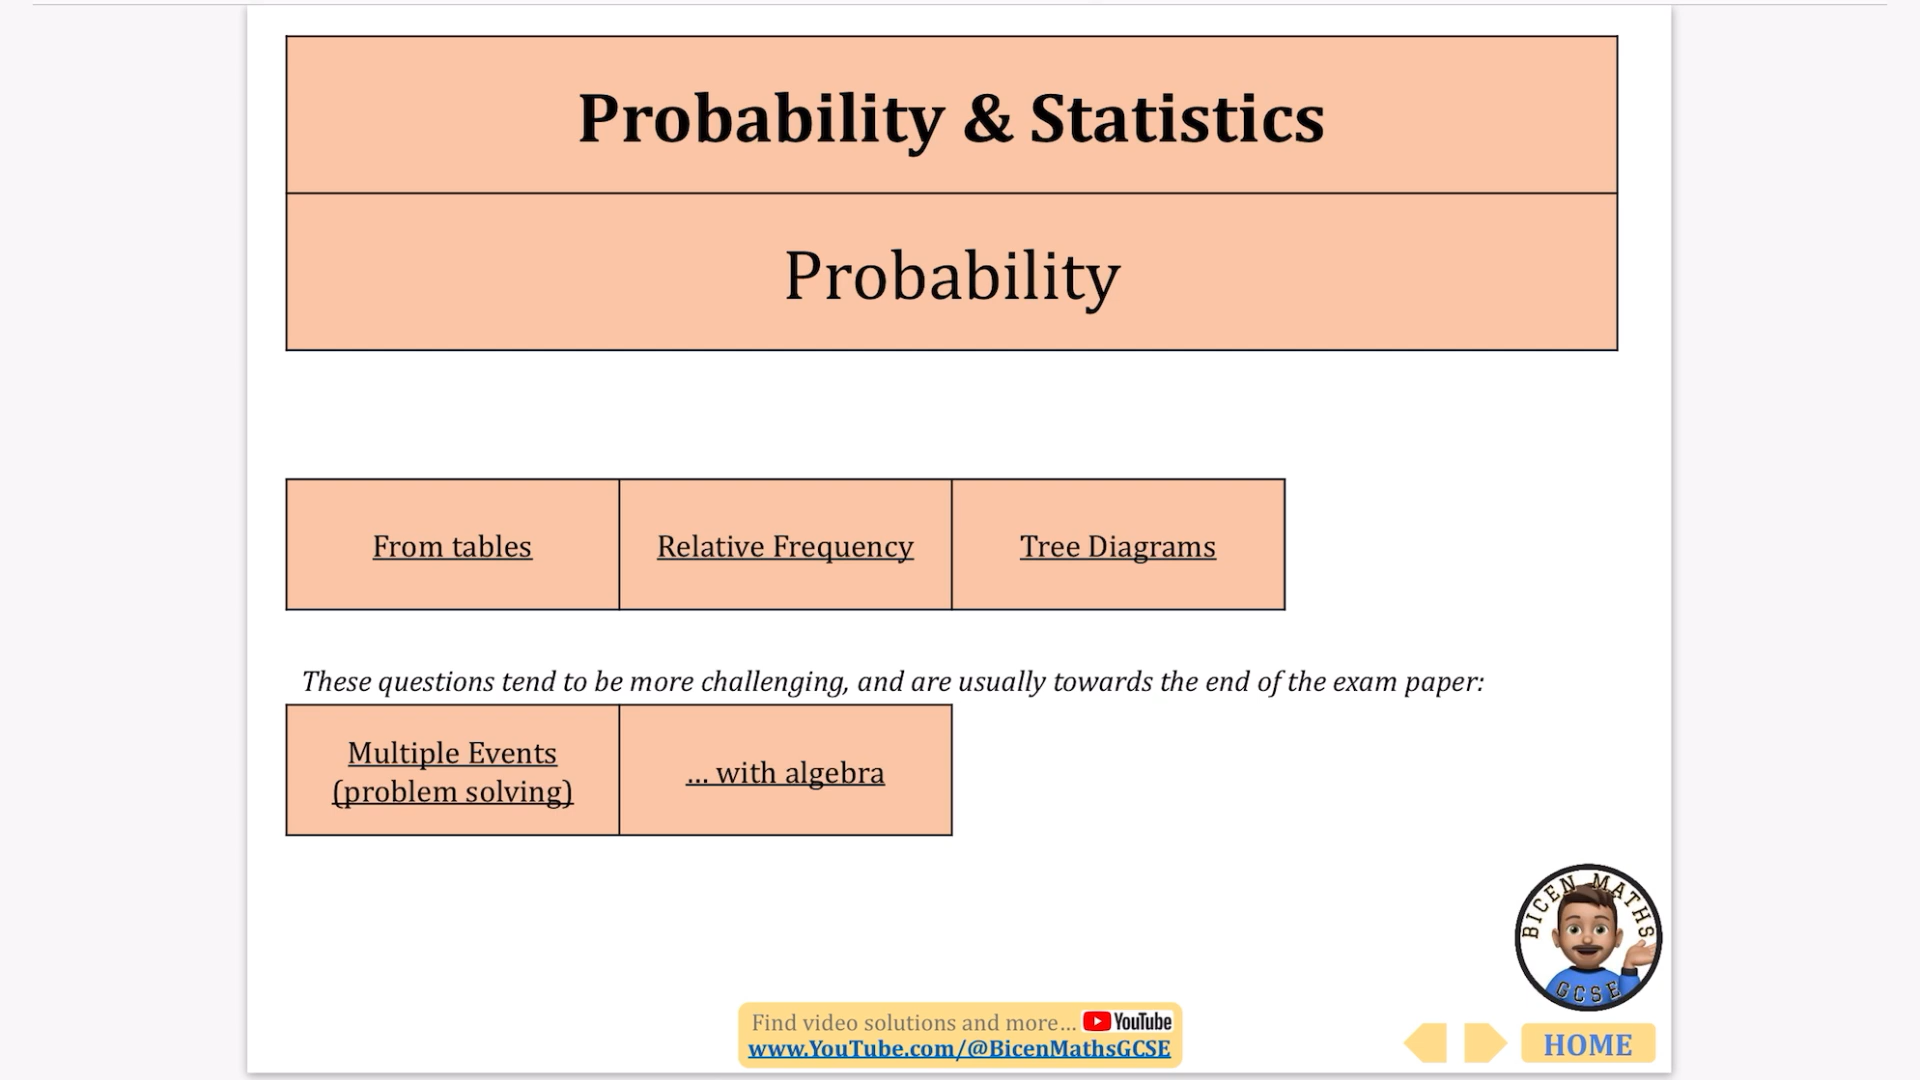 Probability & Statistics
Probability
From tables
Relative Frequency
Tree Diagrams
These questions tend to be more challenging, and are usually towards the end of the exam paper:
Multiple Events
(problem solving)
... with algebra
BICEN MATHS
GCSE
Find video solutions and more... YouTube
www.YouTube.com/@BicenMathsGCSE
HOME